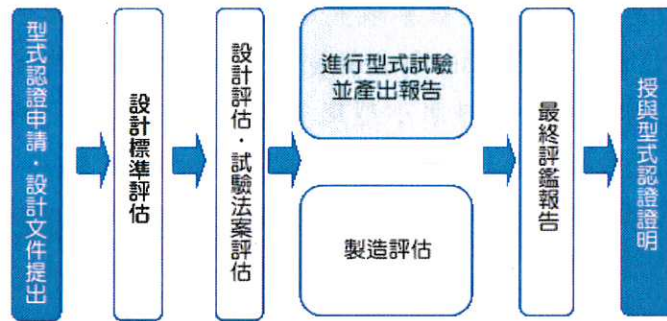 型式認證申請・設計文件提出
設計標準評估
設計評估・試驗法案評估
進行型式試驗
並產出報告
製造評估
最終評鑑報告
授與型式認證證明